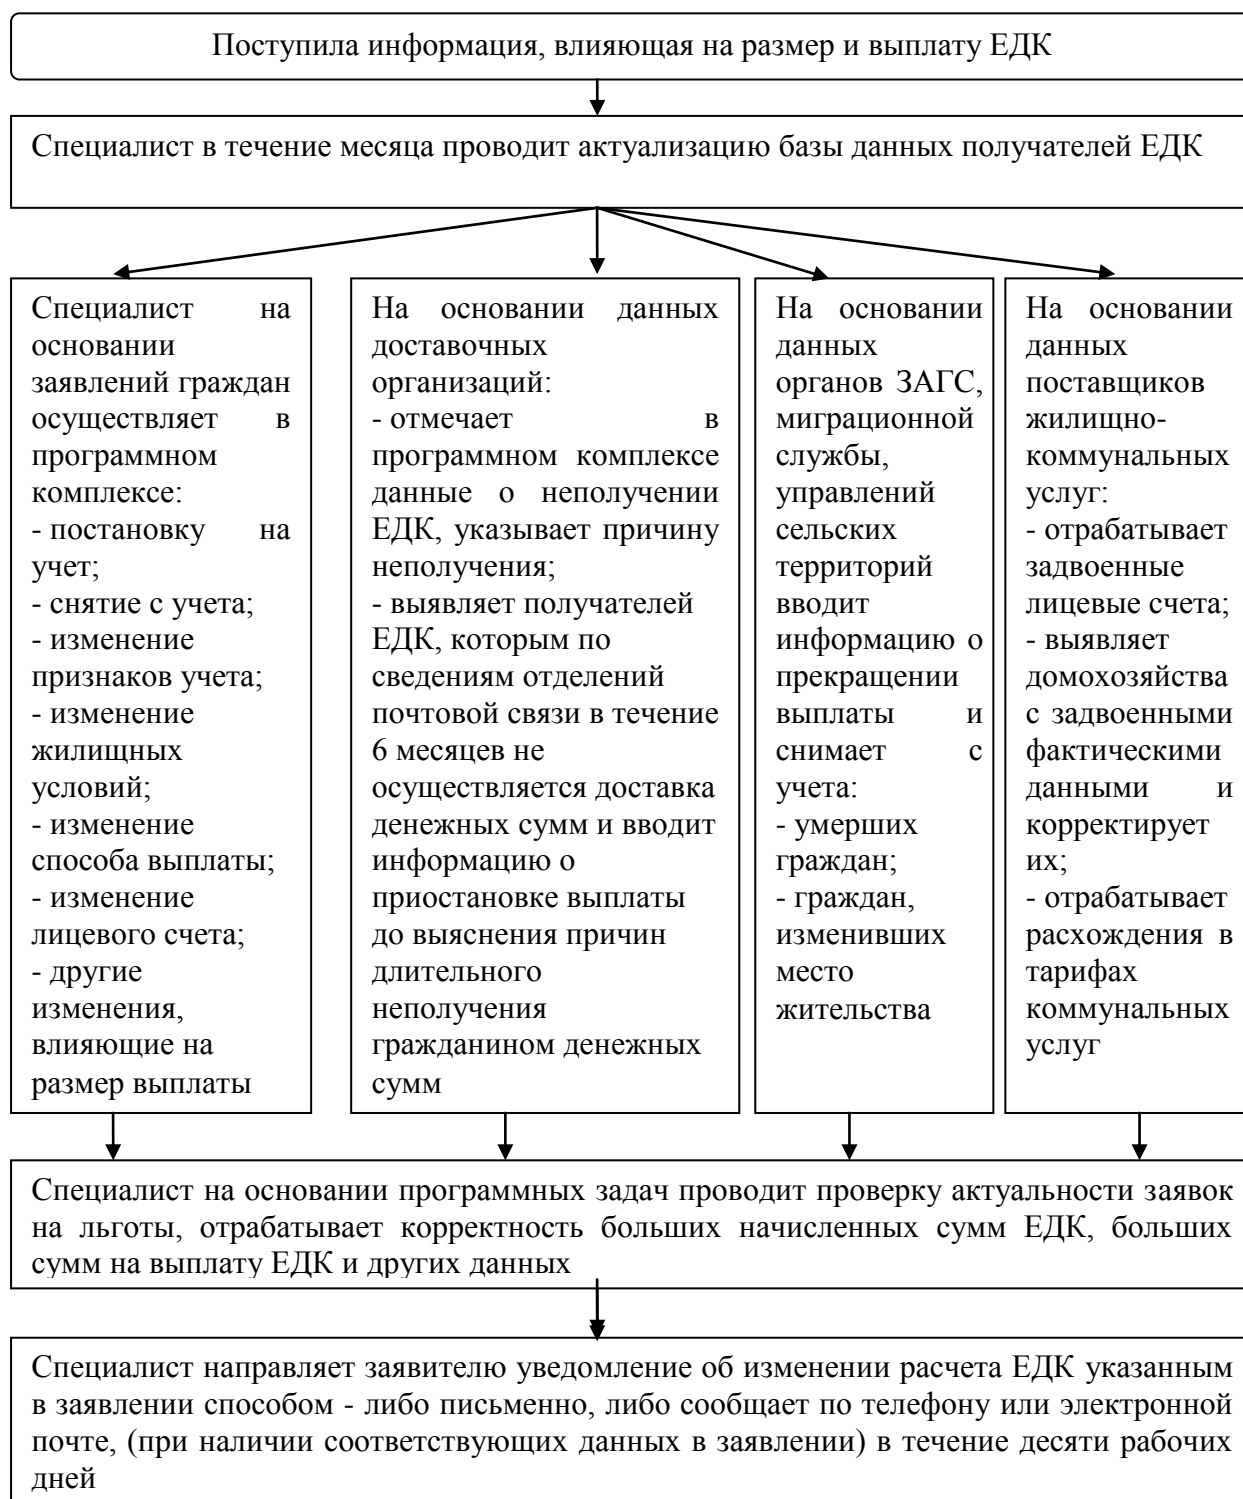 Поступила информация, влияющая на размер и выплату ЕДК
Специалист в течение месяца проводит актуализацию базы данных получателей ЕДК
Специалист на
основании
заявлений граждан
осуществляет в
программном
комплексе:
- постановку на
учет;
- снятие с учета;
- изменение
признаков учета;
- изменение
жилищных
условий;
- изменение
способа выплаты;
- изменение
лицевого счета;
- другие
изменения,
влияющие на
размер выплаты
На основании данных
доставочных
организаций:
- отмечает в
программном комплексе
данные о неполучении
ЕДК, указывает причину
неполучения;
- выявляет получателей
ЕДК, которым по
сведениям отделений
почтовой связи в течение
6 месяцев не
осуществляется доставка
денежных сумм и вводит
информацию о
приостановке выплаты
до выяснения причин
длительного
неполучения
гражданином денежных
сумм
На основании
данных
органов ЗАГС,
миграционной
службы,
управлений
сельских
территорий
вводит
информацию о
прекращении
выплаты и
снимает с
учета:
- умерших
граждан;
- граждан,
изменивших
место
жительства
На основании
данных
поставщиков
жилищно-
коммунальных
услуг:
- отрабатывает
задвоенные
лицевые счета;
- выявляет
домохозяйства
с задвоенными
фактическими
данными и
корректирует
их;
- отрабатывает
расхождения в
тарифах
коммунальных
услуг
Специалист на основании программных задач проводит проверку актуальности заявок
на льготы, отрабатывает корректность больших начисленных сумм ЕДК, больших
сумм на выплату ЕДК и других данных
Специалист направляет заявителю уведомление об изменении расчета ЕДК указанным
в заявлении способом - либо письменно, либо сообщает по телефону или электронной
почте, (при наличии соответствующих данных в заявлении) в течение десяти рабочих
дней